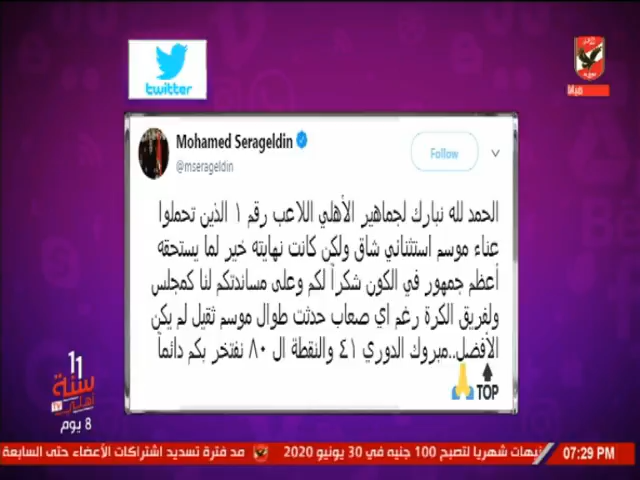 twitter
مباشر
Mohamed Serageldin
@mserageldin
Follow
الحمد لله نبارك لجماهير الأهلي اللاعب رقم ١ الذين تحملوا
عناء موسم استثنائي شاق ولكن كانت نهايته خير لما يستحقه
أعظم جمهور في الكون شكراً لكم وعلى مساندتكم لنا كمجلس
ولفريق الكرة رغم اي صعاب حدثت طوال موسم ثقيل لم يكن
الأفضل..مبروك الدوري ٤١ والنقطة ال ٨٠ نفتخر بكم دائماً
TOP
11
سنة
8 يوم
نيهات شهريا لتصبح 100 جنيه في 30 يونيو 2020
مد فترة تسديد اشتراكات الأعضاء حتى السابعة
07:29 PM